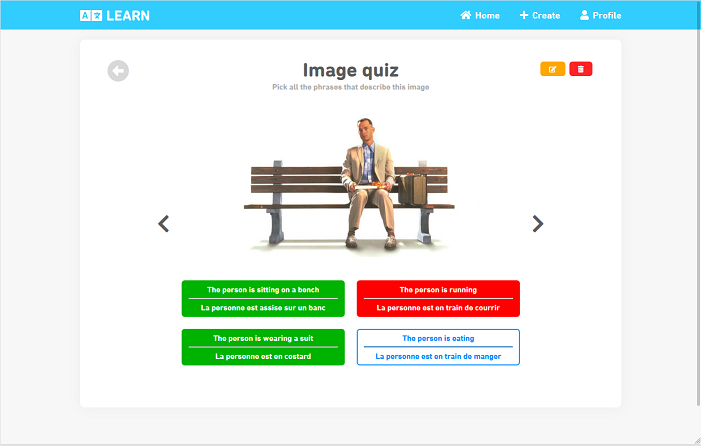 LEARN
Home
Create
Profile
Image quiz
Pick all the phrases that describe this image
The person is sitting on a bench
La personne est assise sur un banc
The person is running
La personne est en train de courrir
The person is wearing a suit
La personne est en costard
The person is eating
La personne est en train de manger